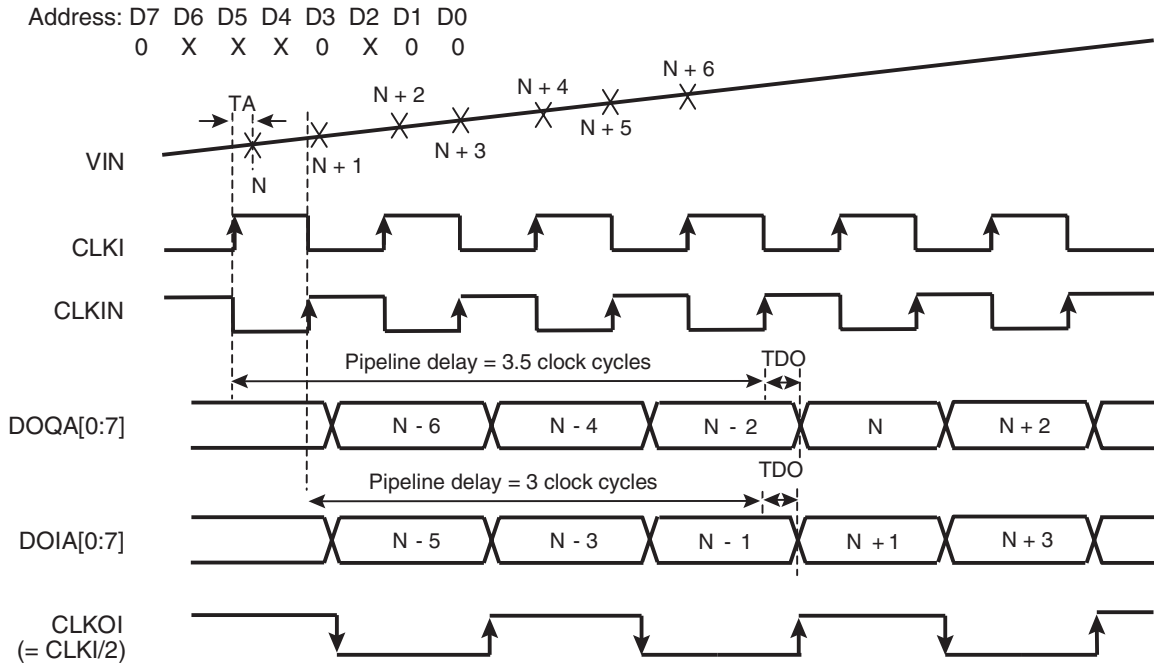 Address: D7 D6 D5 D4 D3 D2 D1 D0
0 X X X 0 X 0 0
TA
N + 2
N + 4
N + 6
N + 5
N + 3
N + 1
VIN
N
CLKI
CLKIN
Pipeline delay = 3.5 clock cycles
TDO
DOQA[0:7]
N - 6
N - 4
N - 2
N
N + 2
Pipeline delay = 3 clock cycles
TDO
DOIA[0:7]
N - 5
N - 3
N - 1
N + 1
N + 3
CLKOI
(= CLKI/2)